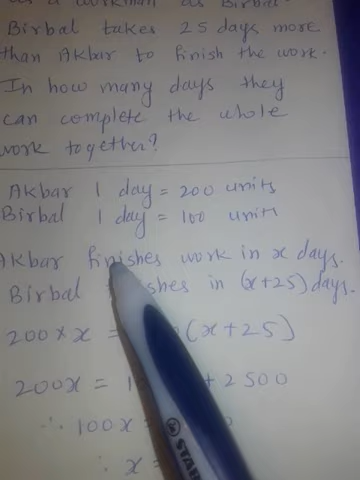 as a workman as Birbal.
Birbal takes 25 days more
than Akbar to finish the work.
In how many days they
can complete the whole
work together?
Akbar 1 day = 200 units
Birbal 1 day = 100 units
Akbar finishes work in x days.
Birbal in (x+25) days.
200 × x = (x+25)
200x = + 2500
∴ 100x =
∴ x =
STAR